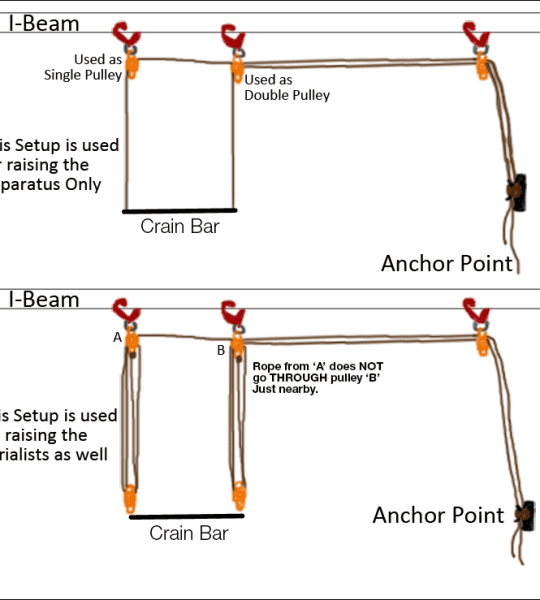 I-Beam
Used as
Single Pulley
Used as
Double Pulley
is Setup is used
r raising the
paratus Only
Crain Bar
Anchor Point
I-Beam
A
B
Rope from ‘A’ does NOT
go THROUGH pulley ‘B’
Just nearby.
is Setup is used
raising the
rialists as well
Anchor Point
Crain Bar